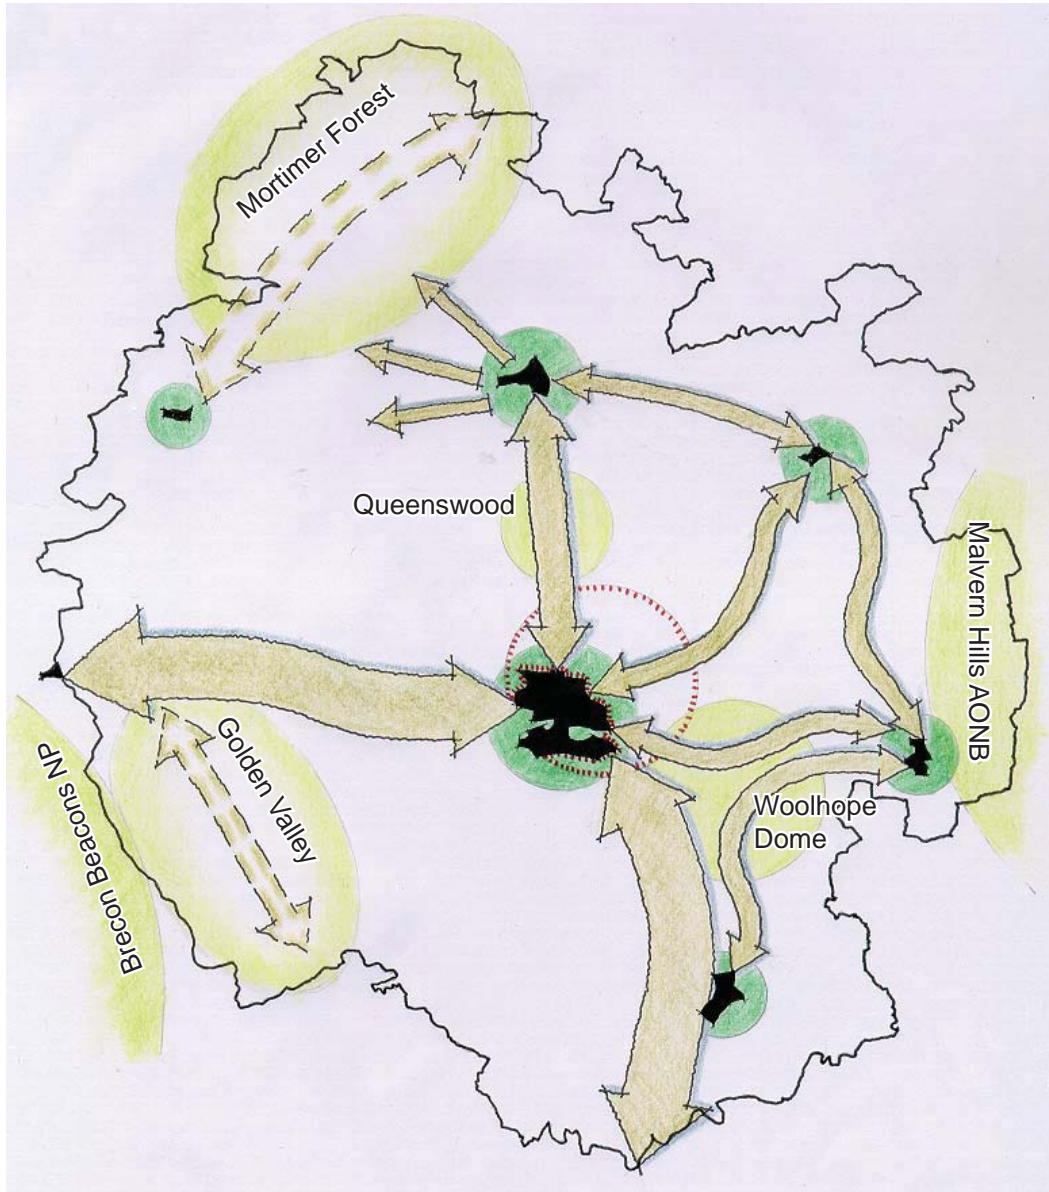 Mortimer Forest
Queenswood
Malvern Hills AONB
Golden Valley
Brecon Beacons NP
Woolhope
Dome